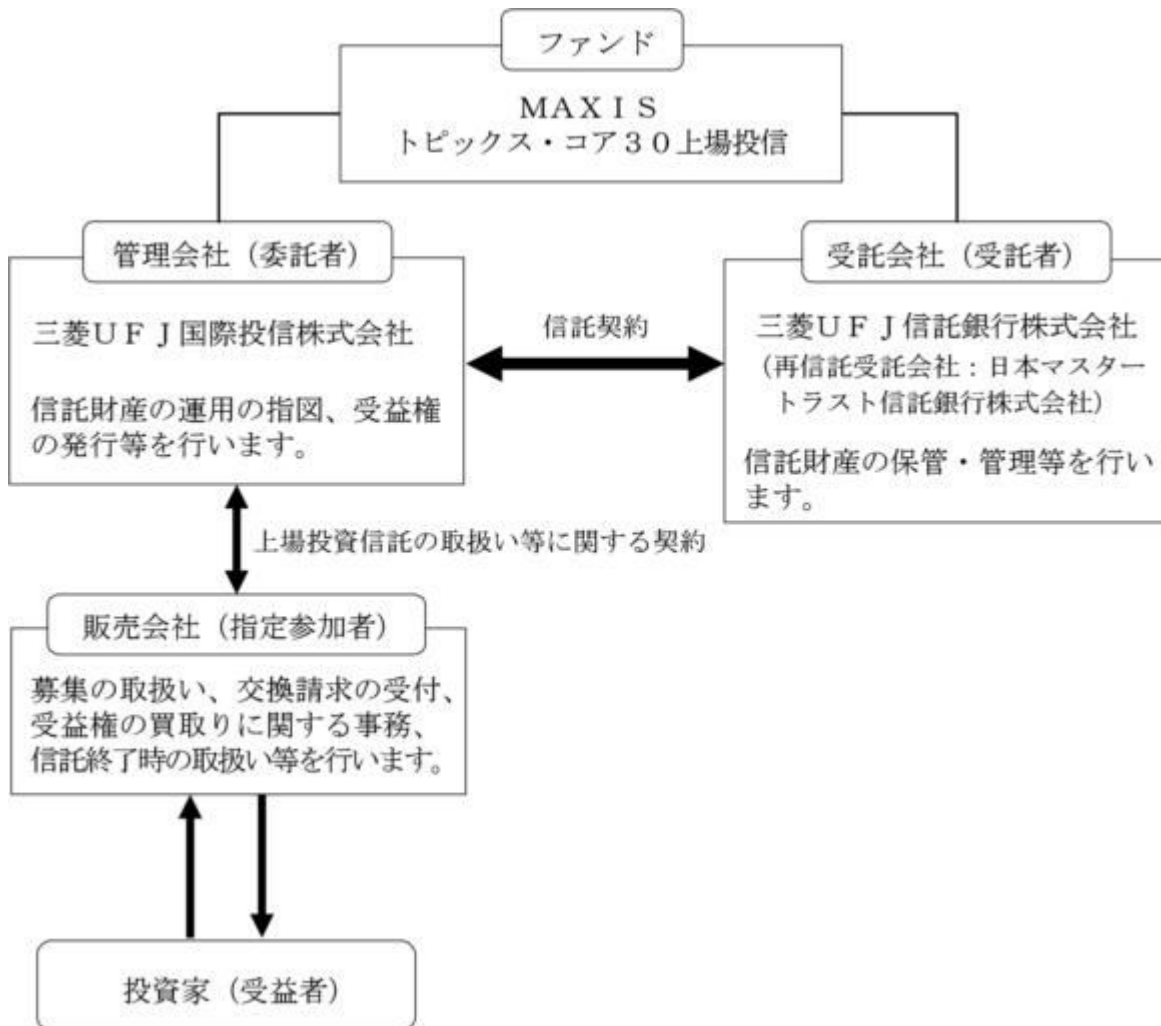 ファンド
ＭＡＸＩＳ
トピックス・コア３０上場投信
管理会社（委託者）
三菱ＵＦＪ国際投信株式会社
信託財産の運用の指図、受益権
の発行等を行います。
信託契約
受託会社（受託者）
三菱ＵＦＪ信託銀行株式会社
（再信託受託会社：日本マスター
トラスト信託銀行株式会社）
信託財産の保管・管理等を行い
ます。
上場投資信託の取扱い等に関する契約
販売会社（指定参加者）
募集の取扱い、交換請求の受付、
受益権の買取りに関する事務、
信託終了時の取扱い等を行います。
投資家（受益者）